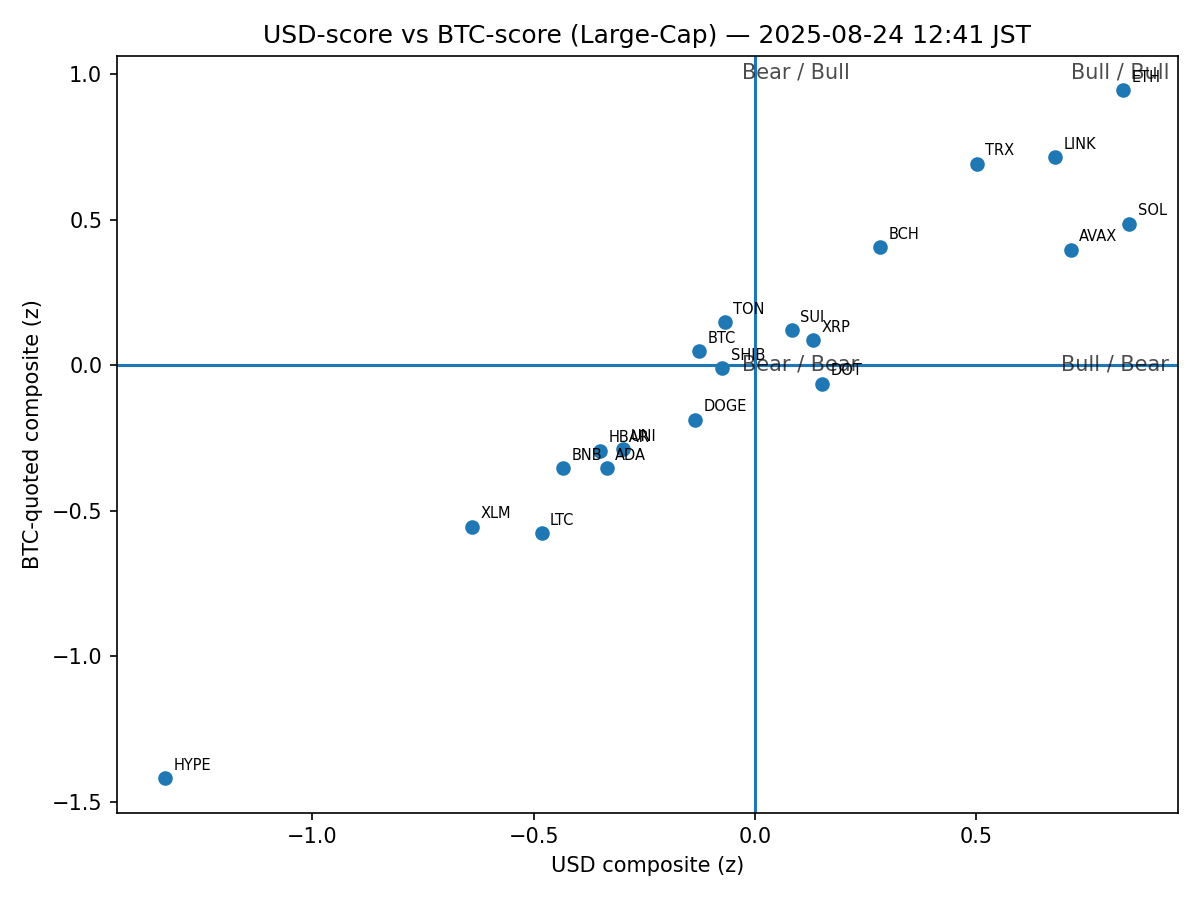 USD-score vs BTC-score (Large-Cap) — 2025-08-24 12:41 JST
Bear / Bull
Bull / Bull
ETH
TRX
LINK
SOL
BCH
AVAX
TON
SUI
XRP
BTC
SHIB
Bear / Bear
Bull / Bear
DOT
DOGE
HBAR
UNI
BNB
ADA
XLM
LTC
HYPE
1.0
0.5
0.0
−0.5
−1.0
−1.5
−1.0
−0.5
0.0
0.5
BTC-quoted composite (z)
USD composite (z)